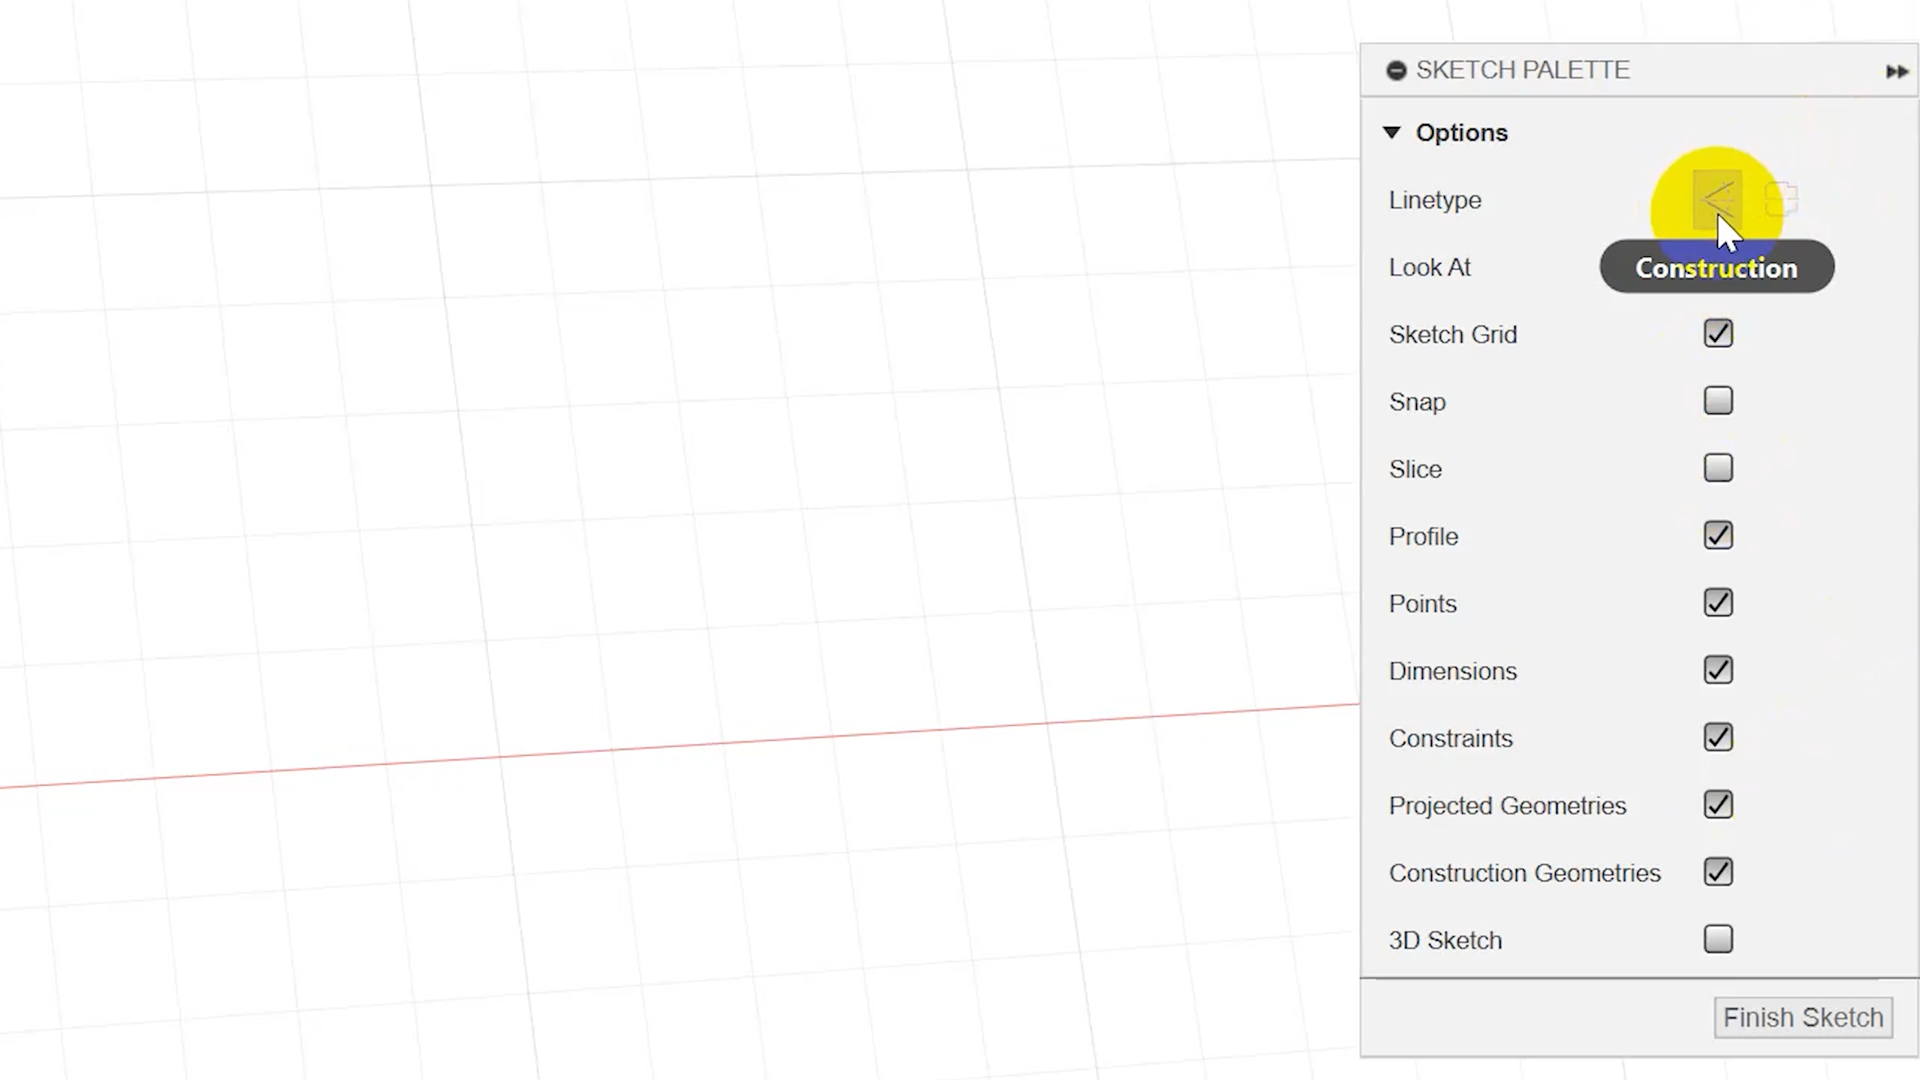 SKETCH PALETTE
Options
Linetype
Look At
Construction
Sketch Grid
Snap
Slice
Profile
Points
Dimensions
Constraints
Projected Geometries
Construction Geometries
3D Sketch
Finish Sketch